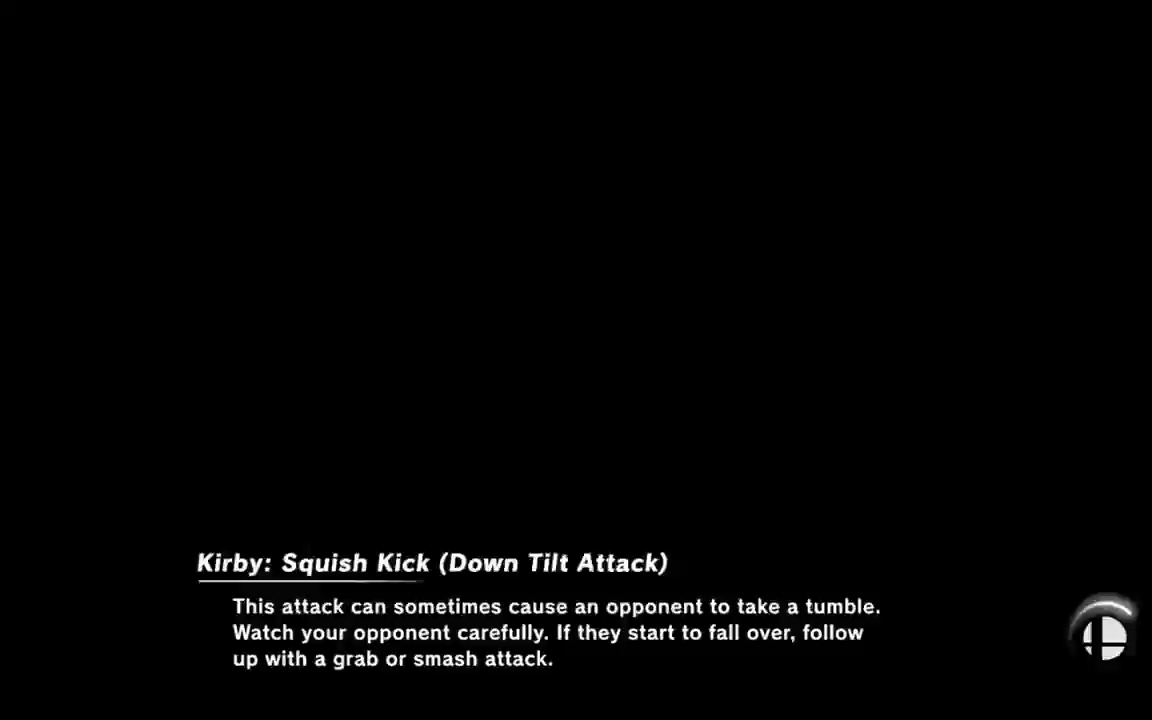 Kirby: Squish Kick (Down Tilt Attack)
This attack can sometimes cause an opponent to take a tumble.
Watch your opponent carefully. If they start to fall over, follow
up with a grab or smash attack.